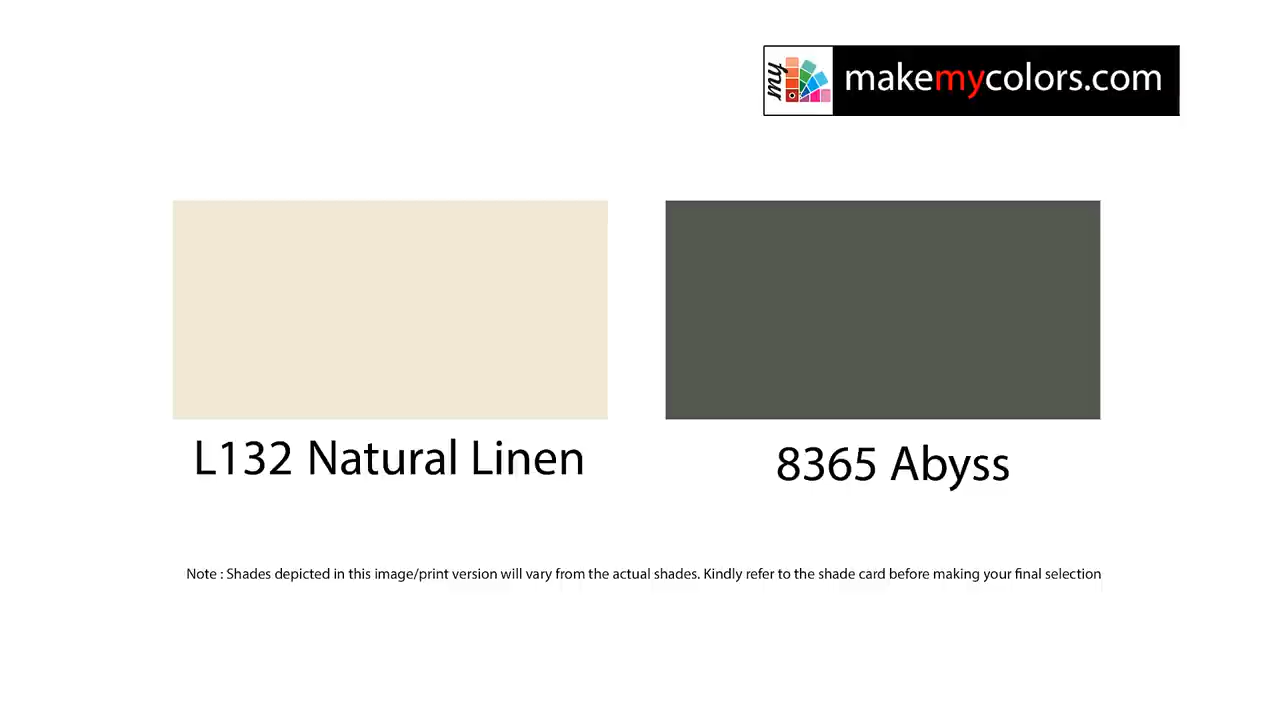 my
makemycolors.com
L132 Natural Linen
8365 Abyss
Note : Shades depicted in this image/print version will vary from the actual shades. Kindly refer to the shade card before making your final selection